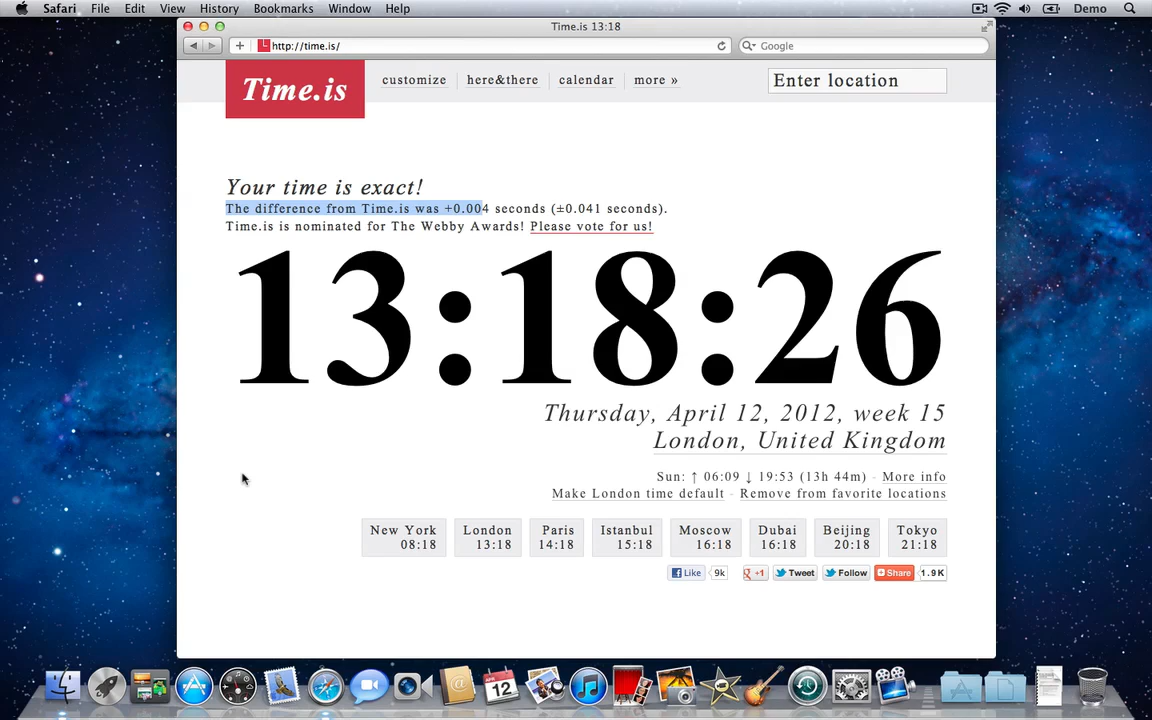 Safari File Edit View History Bookmarks Window Help Demo
Time.is 13:18
http://time.is/
Google
Time.is
customize here&there calendar more »
Enter location
Your time is exact!
The difference from Time.is was +0.004 seconds (±0.041 seconds).
Time.is is nominated for The Webby Awards! Please vote for us!
13:18:26
Thursday, April 12, 2012, week 15
London, United Kingdom
Sun: ↑ 06:09 ↓ 19:53 (13h 44m) - More info
Make London time default - Remove from favorite locations
New York London Paris Istanbul Moscow Dubai Beijing Tokyo
08:18 13:18 14:18 15:18 16:18 16:18 20:18 21:18
Like 9k +1 Tweet Follow Share 1.9K
APR
12